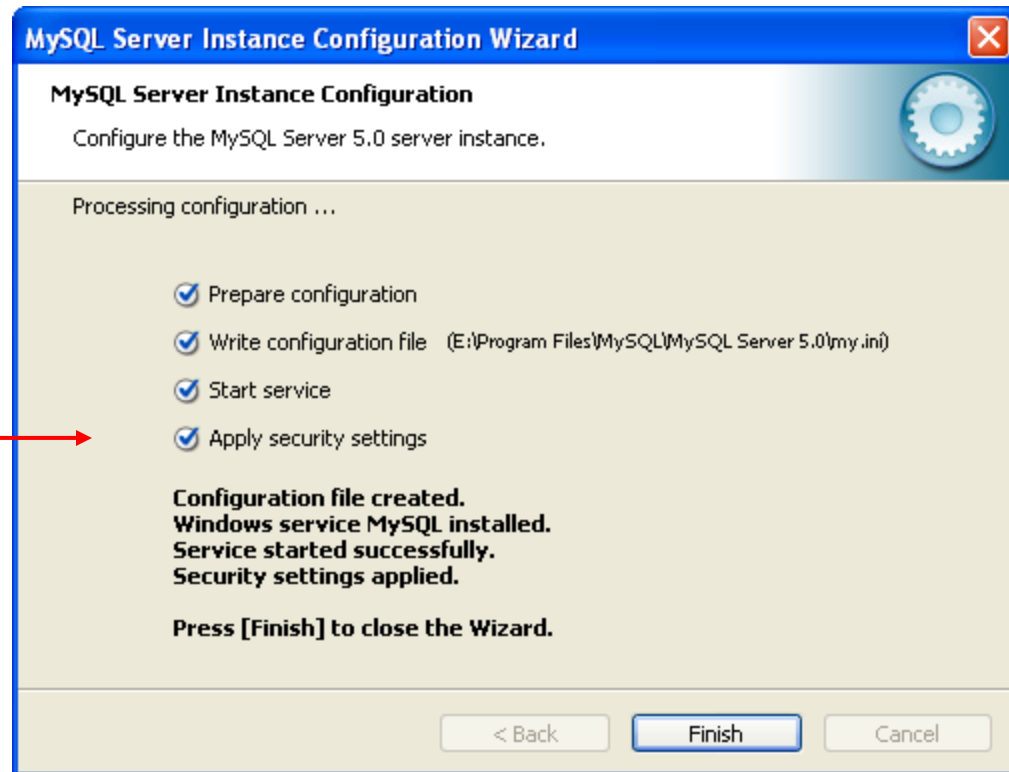 MySQL Server Instance Configuration Wizard
MySQL Server Instance Configuration
Configure the MySQL Server 5.0 server instance.
Processing configuration ...
Prepare configuration
Write configuration file (E:\Program Files\MySQL\MySQL Server 5.0\my.ini)
Start service
Apply security settings
Configuration file created.
Windows service MySQL installed.
Service started successfully.
Security settings applied.
Press [Finish] to close the Wizard.
< Back Finish Cancel